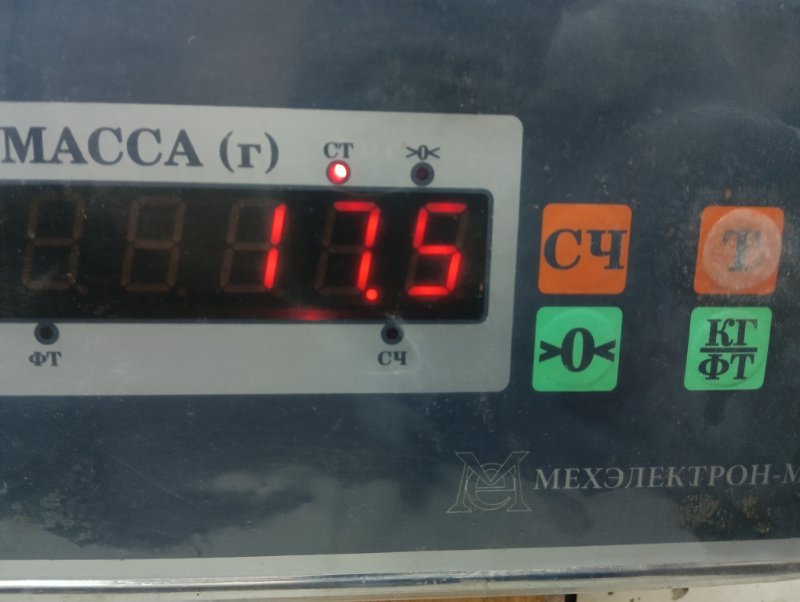 МАССА (г)
СТ
>0<
17.5
ФТ
СЧ
СЧ
Т
>0<
КГ
ФТ
МЕХЭЛЕКТРОН-М